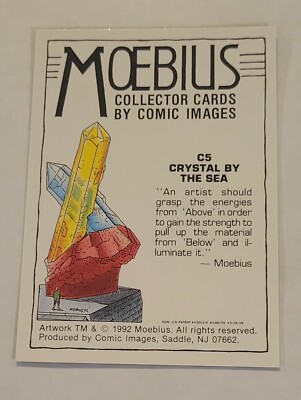 MŒBIUS
COLLECTOR CARDS
BY COMIC IMAGES
C5
CRYSTAL BY
THE SEA
"An artist should
grasp the energies
from 'Above' in order
to gain the strength to
pull up the material
from 'Below' and il-
luminate it."
— Moebius
Artwork TM & © 1992 Moebius. All rights reserved.
Produced by Comic Images, Saddle, NJ 07662.